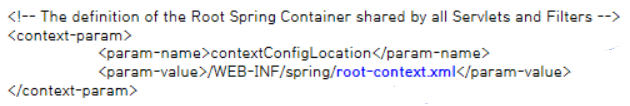 <!-- The definition of the Root Spring Container shared by all Servlets and Filters -->
<context-param>
<param-name>contextConfigLocation</param-name>
<param-value>/WEB-INF/spring/root-context.xml</param-value>
</context-param>